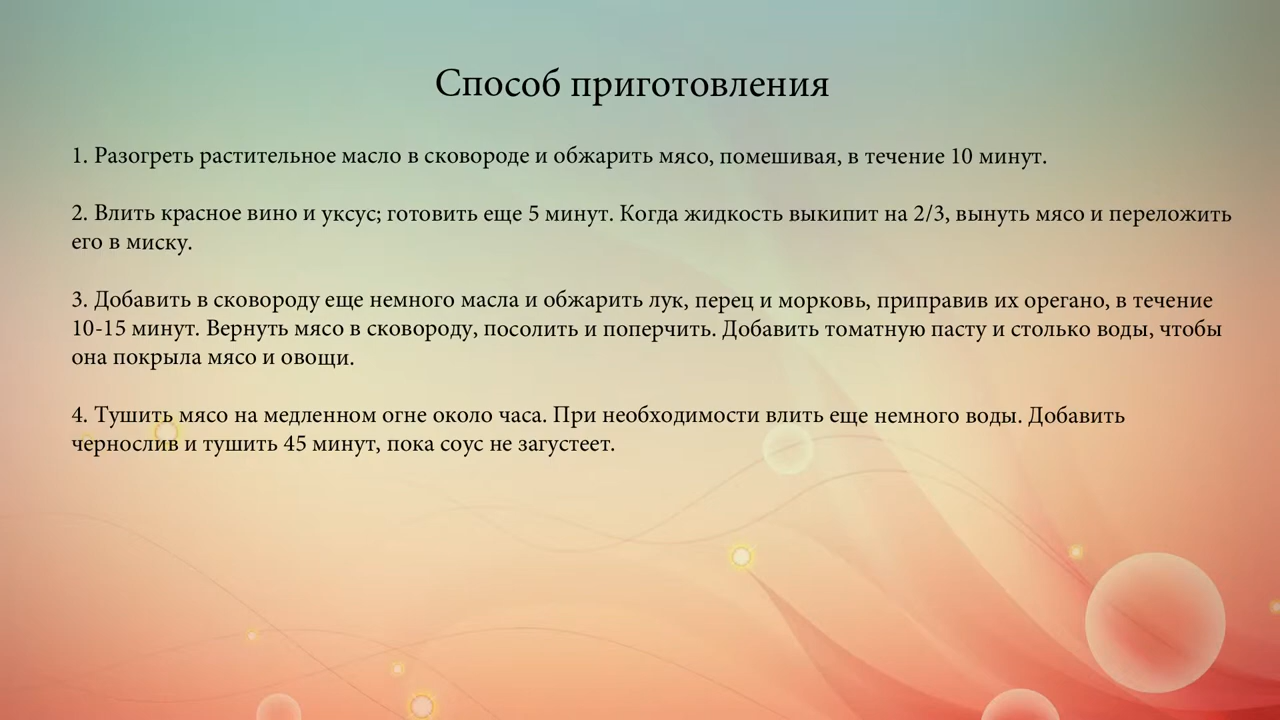 Способ приготовления
1. Разогреть растительное масло в сковороде и обжарить мясо, помешивая, в течение 10 минут.
2. Влить красное вино и уксус; готовить еще 5 минут. Когда жидкость выкипит на 2/3, вынуть мясо и переложить
его в миску.
3. Добавить в сковороду еще немного масла и обжарить лук, перец и морковь, приправив их орегано, в течение
10-15 минут. Вернуть мясо в сковороду, посолить и поперчить. Добавить томатную пасту и столько воды, чтобы
она покрыла мясо и овощи.
4. Тушить мясо на медленном огне около часа. При необходимости влить еще немного воды. Добавить
чернослив и тушить 45 минут, пока соус не загустеет.